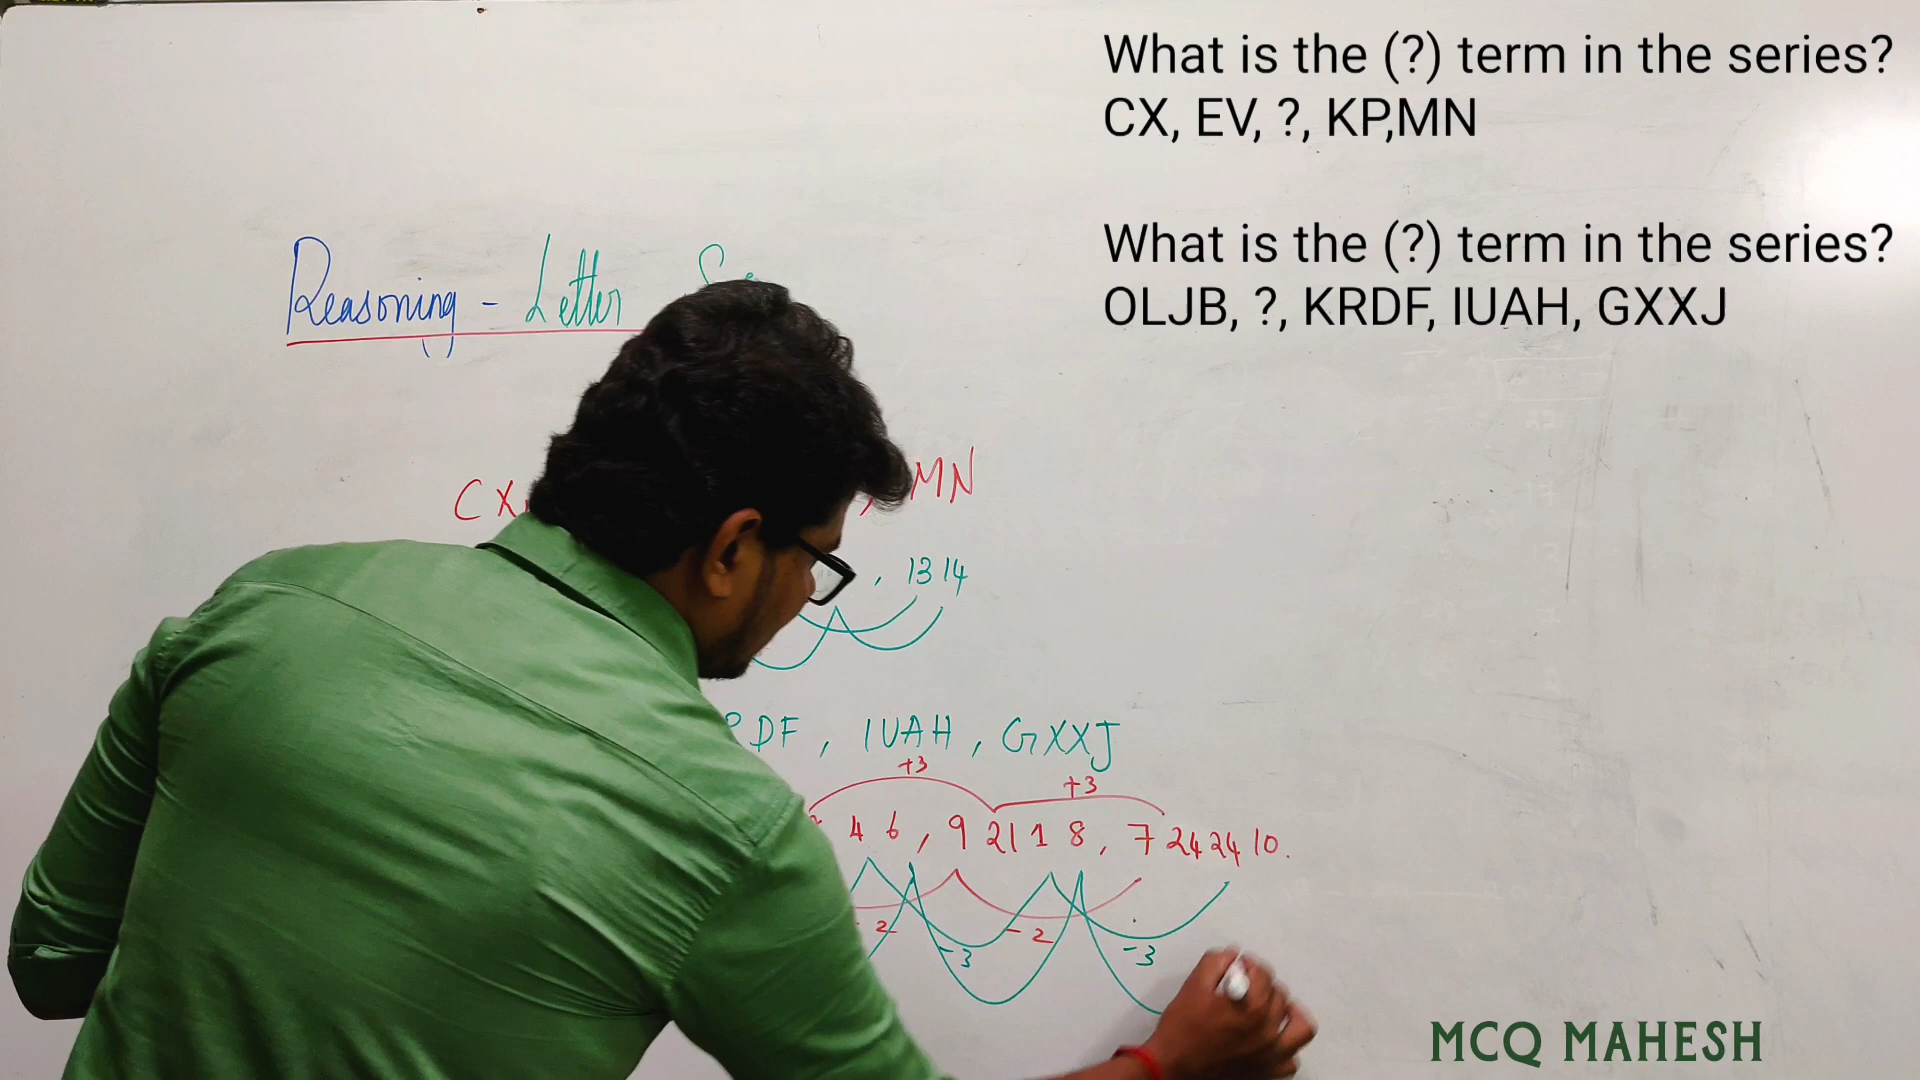 What is the (?) term in the series?
CX, EV, ?, KP,MN
What is the (?) term in the series?
OLJB, ?, KRDF, IUAH, GXXJ
Reasoning - Letter
CX, , MN
, 13 14
DF , IUAH , GXXJ
+3 +3
4 6 , 9 21 1 8 , 7 24 24 10.
- 2 - 3 - 2 - 3
MCQ MAHESH